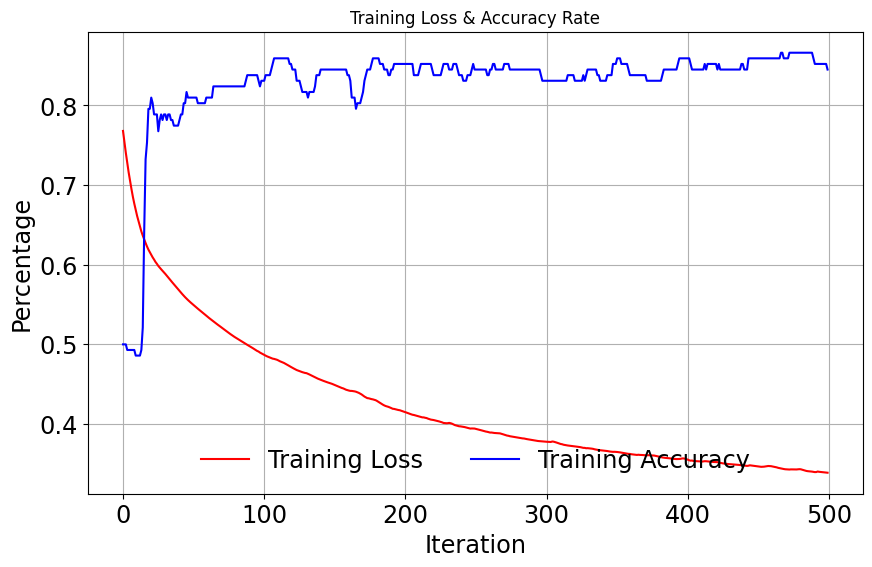 Training Loss & Accuracy Rate
0.8
0.7
0.6
0.5
0.4
Percentage
Training Loss Training Accuracy
0 100 200 300 400 500
Iteration